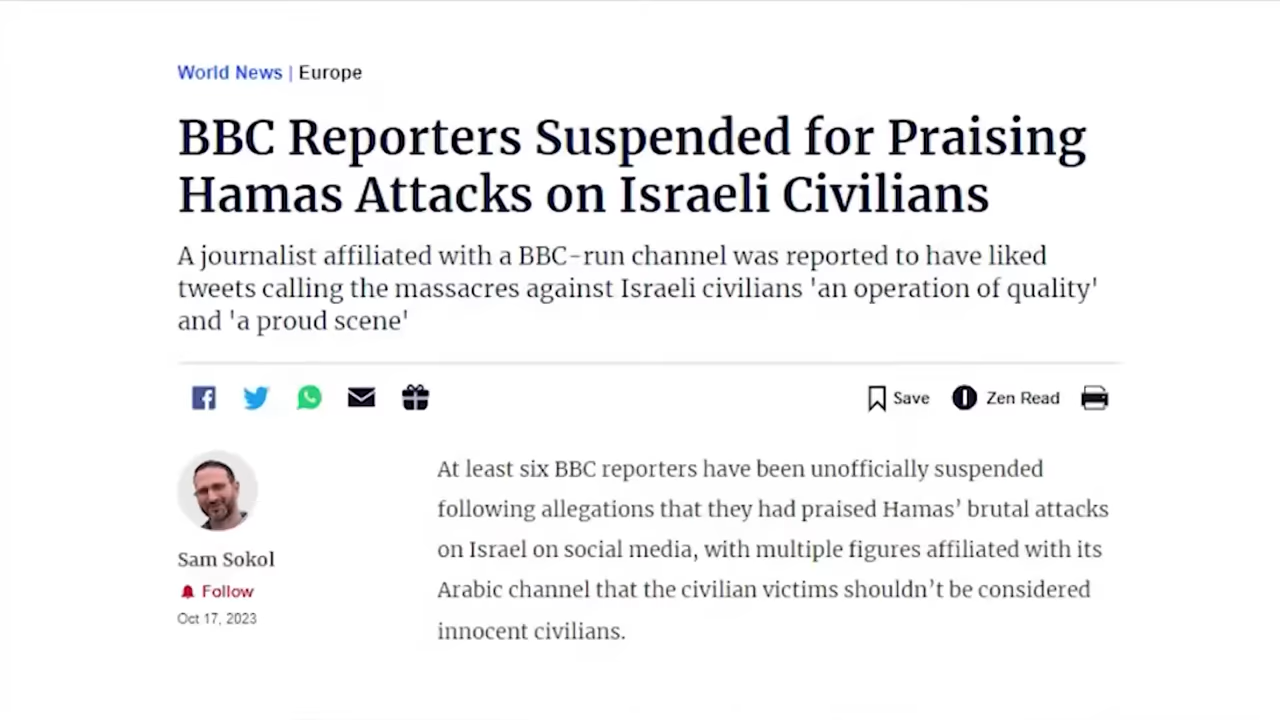 World News | Europe
BBC Reporters Suspended for Praising
Hamas Attacks on Israeli Civilians
A journalist affiliated with a BBC-run channel was reported to have liked
tweets calling the massacres against Israeli civilians 'an operation of quality'
and 'a proud scene'
Save Zen Read
At least six BBC reporters have been unofficially suspended
following allegations that they had praised Hamas’ brutal attacks
on Israel on social media, with multiple figures affiliated with its
Arabic channel that the civilian victims shouldn’t be considered
innocent civilians.
Sam Sokol
Follow
Oct 17, 2023